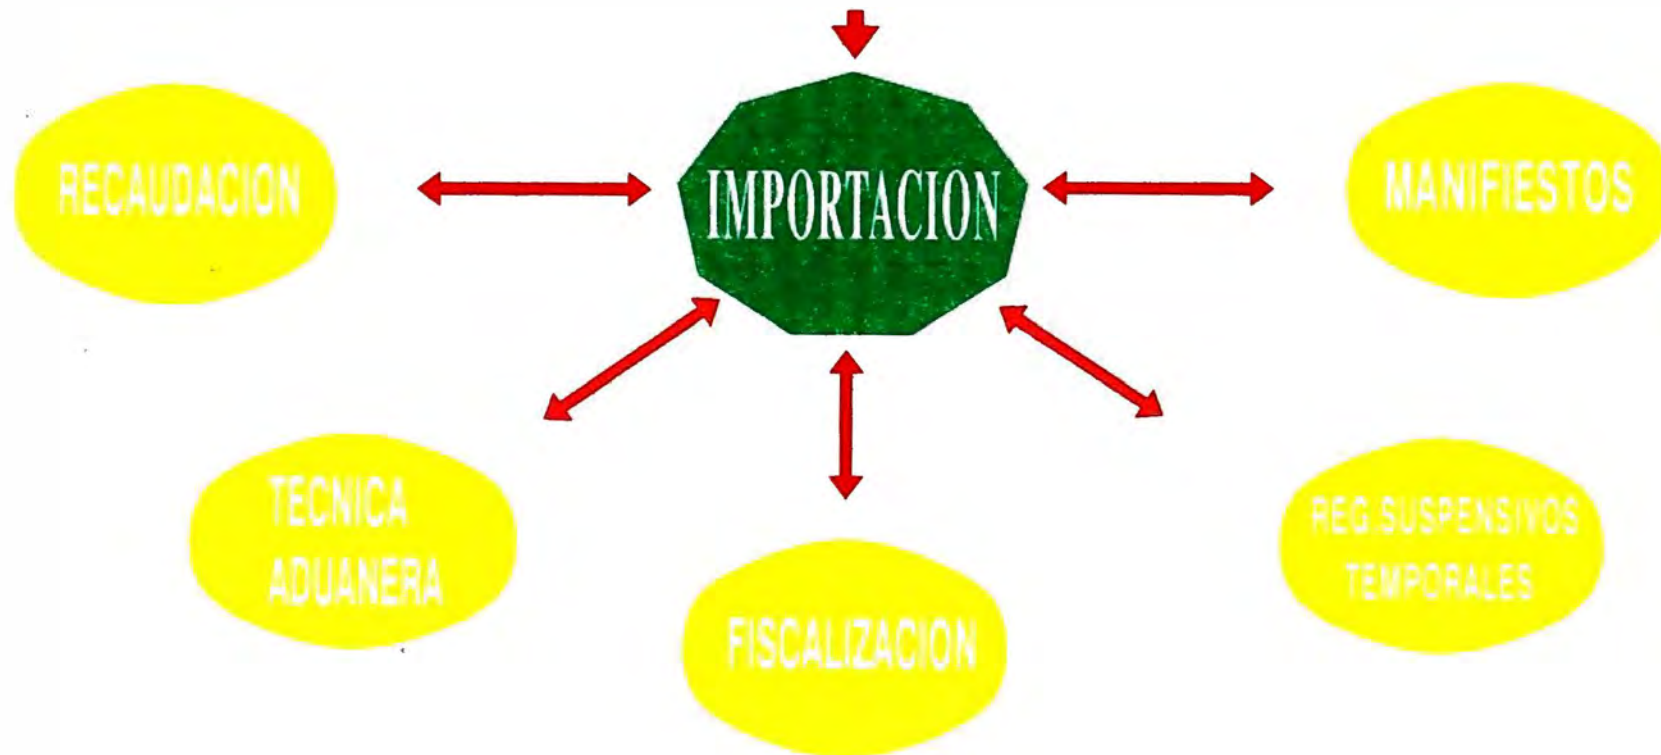 RECAUDACION
IMPORTACION
MANIFIESTOS
TECNICA
ADUANERA
FISCALIZACION
REG.SUSPENSIVOS
TEMPORALES